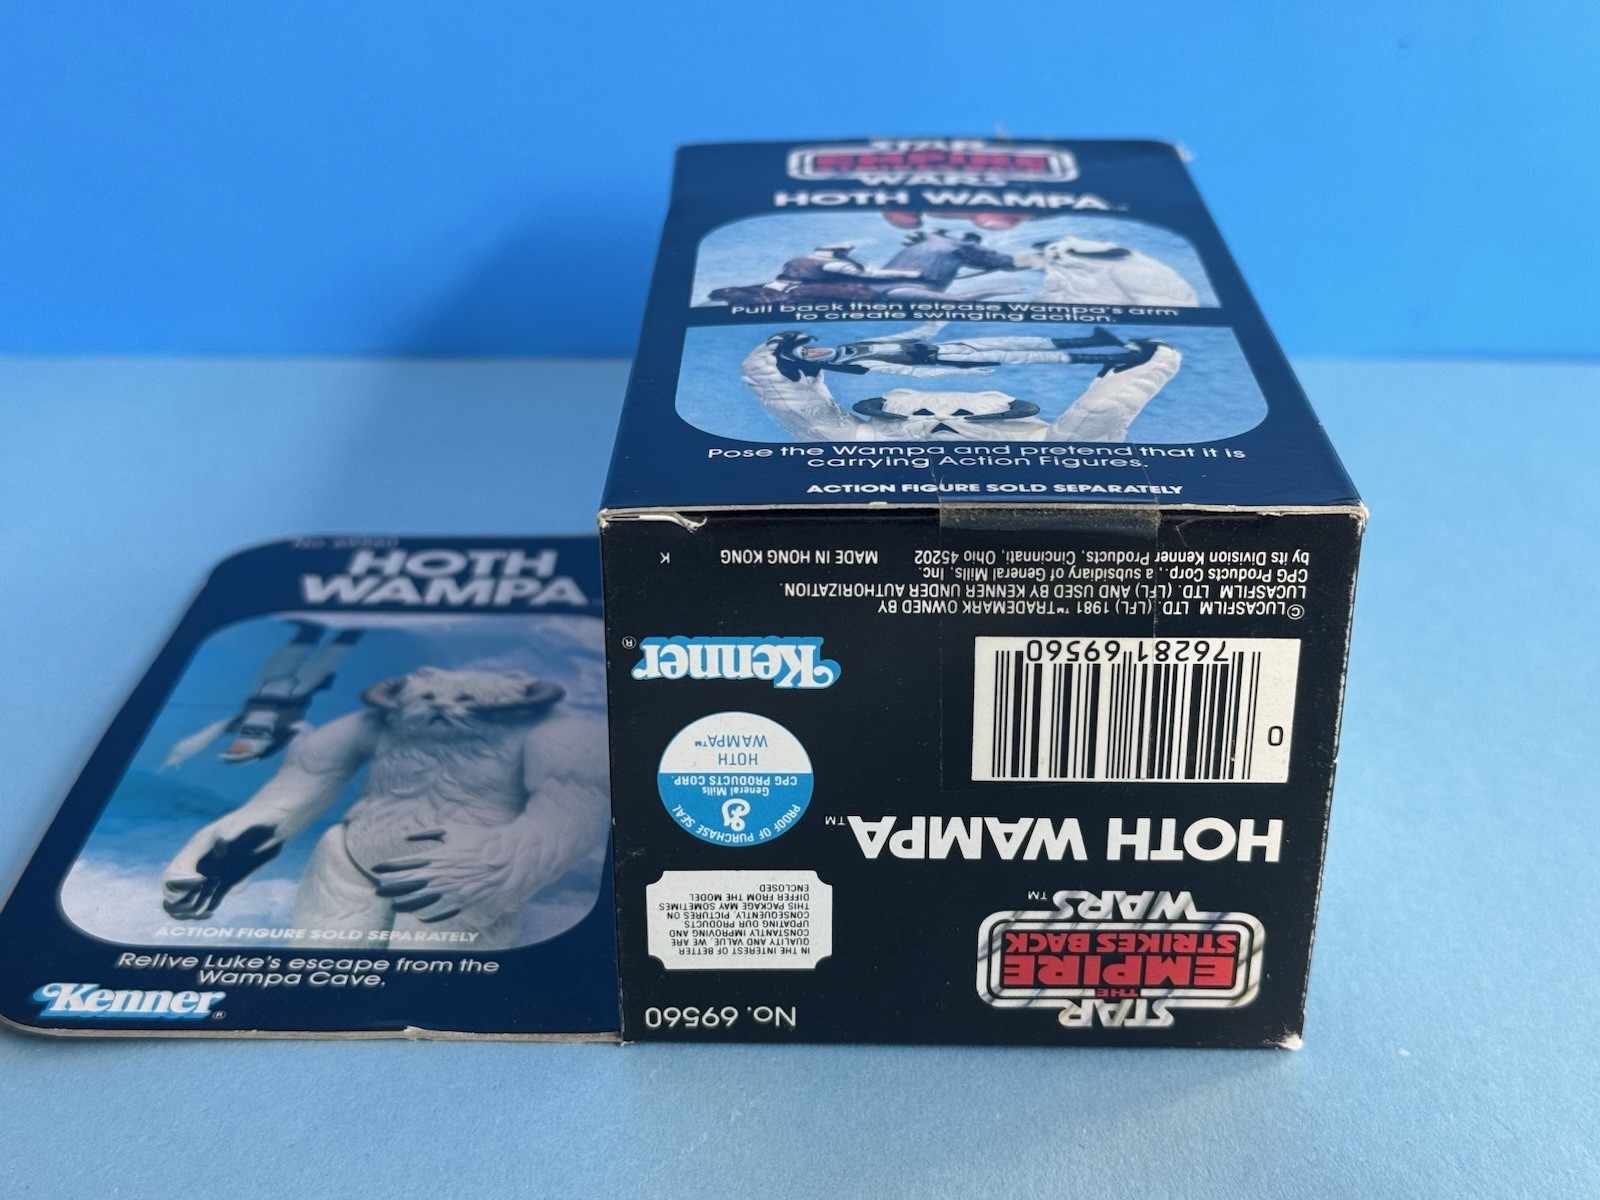 STAR
EMPIRE
WARS
HOTH WAMPA
Pull back then release Wampa's arm
to create swinging action.
Pose the Wampa and pretend that it is
carrying Action Figures.
ACTION FIGURE SOLD SEPARATELY
HOTH
WAMPA
ACTION FIGURE SOLD SEPARATELY
Relive Luke's escape from the
Wampa Cave.
Kenner®
STAR
THE
EMPIRE
STRIKES BACK
WARS™
No. 69560
HOTH WAMPA™
IN THE INTEREST OF BETTER
QUALITY AND VALUE, WE ARE
CONSTANTLY IMPROVING AND
UPDATING OUR PRODUCTS.
CONSEQUENTLY, PICTURES ON
THIS PACKAGE MAY SOMETIMES
DIFFER FROM THE MODEL
ENCLOSED
PROOF OF PURCHASE SEAL
General Mills
CPG PRODUCTS CORP.
HOTH
WAMPA™
0
76281 69560
Kenner®
©LUCASFILM LTD. (LFL) 1981 ™TRADEMARK OWNED BY
LUCASFILM LTD. (LFL) AND USED BY KENNER UNDER AUTHORIZATION.
CPG Products Corp., a subsidiary of General Mills, Inc.
by its Division Kenner Products, Cincinnati, Ohio 45202 MADE IN HONG KONG K